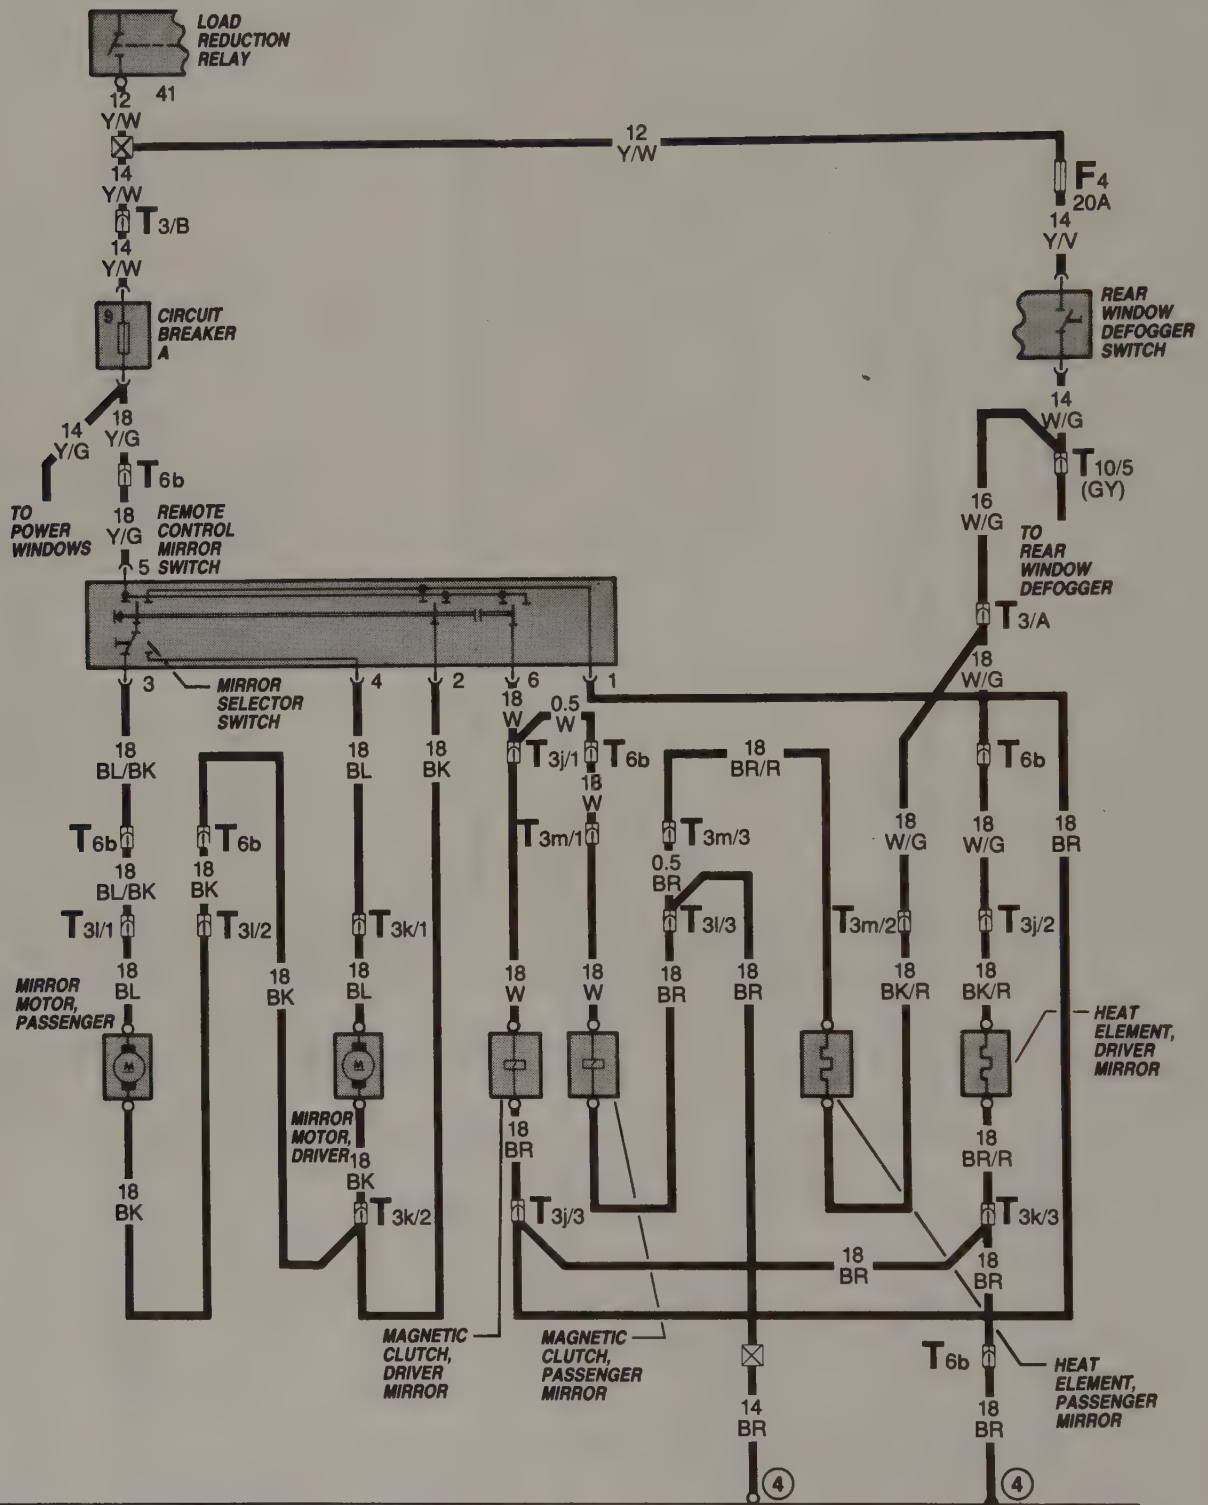 LOAD
REDUCTION
RELAY
41
12
Y/W
12
Y/W
14
Y/W
T3/B
14
Y/W
F4
20A
14
Y/V
9
CIRCUIT
BREAKER
A
REAR
WINDOW
DEFOGGER
SWITCH
14
W/G
18
Y/G
14
Y/G
T6b
T10/5
(GY)
TO
POWER
WINDOWS
18
Y/G
REMOTE
CONTROL
MIRROR
SWITCH
5
16
W/G
TO
REAR
WINDOW
DEFOGGER
T3/A
18
W/G
3
MIRROR
SELECTOR
SWITCH
4
2
6
1
18
W
0.5
W
18
BL/BK
18
BL
18
BK
T3j/1
T6b
18
BR/R
T6b
18
W
T6b
T6b
T3m/1
T3m/3
18
W/G
18
W/G
18
BR
18
BL/BK
18
BK
0.5
BR
T3l/1
T3l/2
T3k/1
T3l/3
T3m/2
T3j/2
MIRROR
MOTOR,
PASSENGER
18
BL
18
BK
18
BL
18
W
18
W
18
BR
18
BR
18
BK/R
18
BK/R
HEAT
ELEMENT,
DRIVER
MIRROR
M
M
MIRROR
MOTOR,
DRIVER
18
BK
18
BR
18
BR/R
18
BK
T3k/2
T3j/3
T3k/3
18
BR
18
BR
MAGNETIC
CLUTCH,
DRIVER
MIRROR
MAGNETIC
CLUTCH,
PASSENGER
MIRROR
T6b
HEAT
ELEMENT,
PASSENGER
MIRROR
14
BR
18
BR
4
4